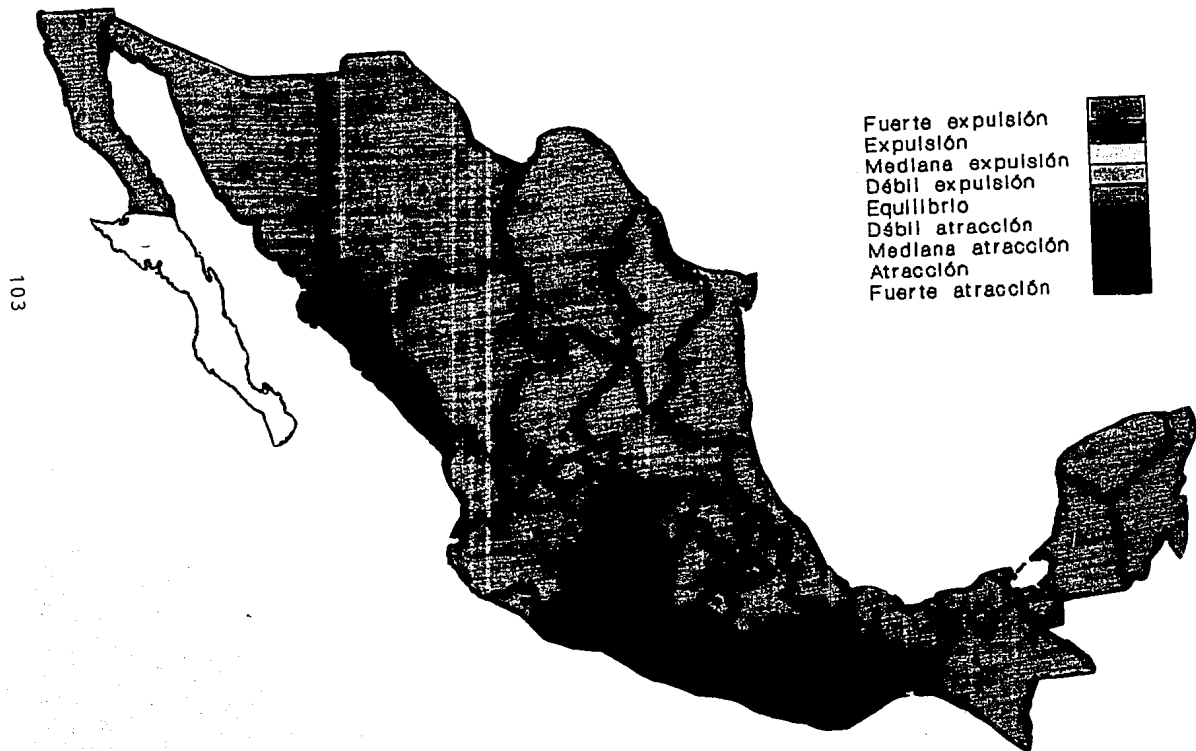 Fuerte expulsión
Expulsión
Mediana expulsión
Débil expulsión
Equilibrio
Débil atracción
Mediana atracción
Atracción
Fuerte atracción
103